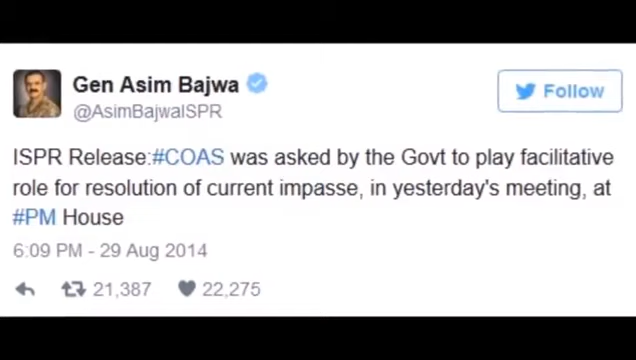 Gen Asim Bajwa
@AsimBajwaISPR
Follow
ISPR Release:#COAS was asked by the Govt to play facilitative
role for resolution of current impasse, in yesterday's meeting, at
#PM House
6:09 PM - 29 Aug 2014
21,387 22,275